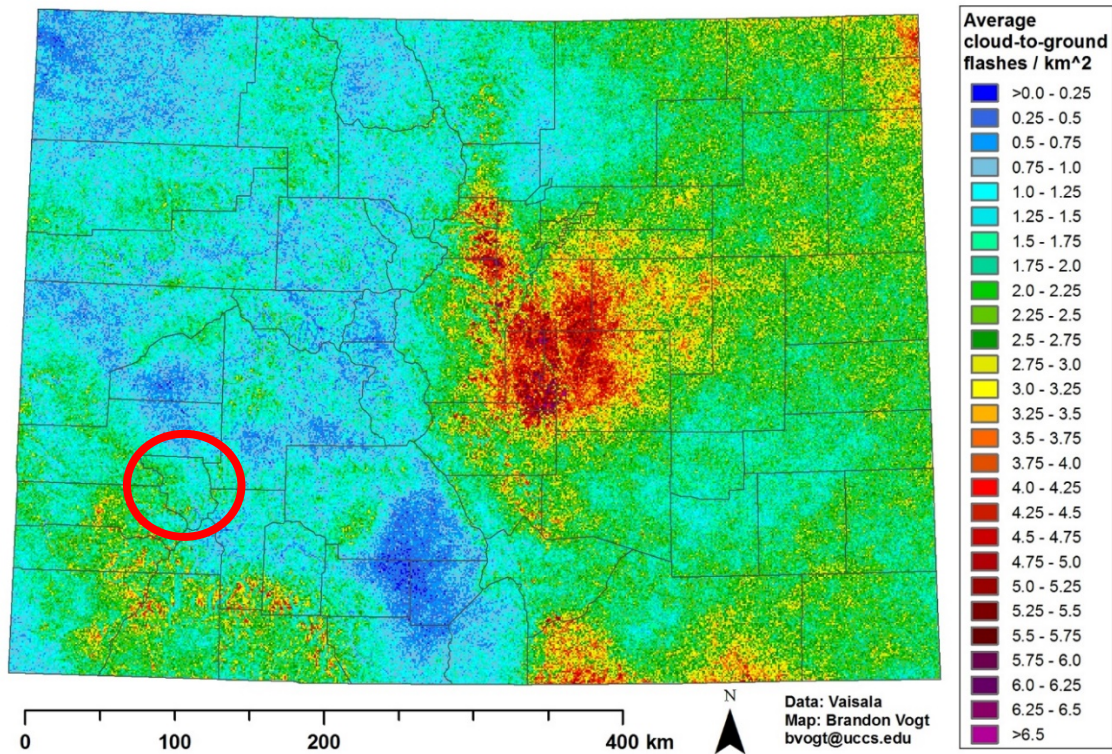 Average
cloud-to-ground
flashes / km^2
>0.0 - 0.25
0.25 - 0.5
0.5 - 0.75
0.75 - 1.0
1.0 - 1.25
1.25 - 1.5
1.5 - 1.75
1.75 - 2.0
2.0 - 2.25
2.25 - 2.5
2.5 - 2.75
2.75 - 3.0
3.0 - 3.25
3.25 - 3.5
3.5 - 3.75
3.75 - 4.0
4.0 - 4.25
4.25 - 4.5
4.5 - 4.75
4.75 - 5.0
5.0 - 5.25
5.25 - 5.5
5.5 - 5.75
5.75 - 6.0
6.0 - 6.25
6.25 - 6.5
>6.5
0 100 200 400 km
N
Data: Vaisala
Map: Brandon Vogt
bvogt@uccs.edu